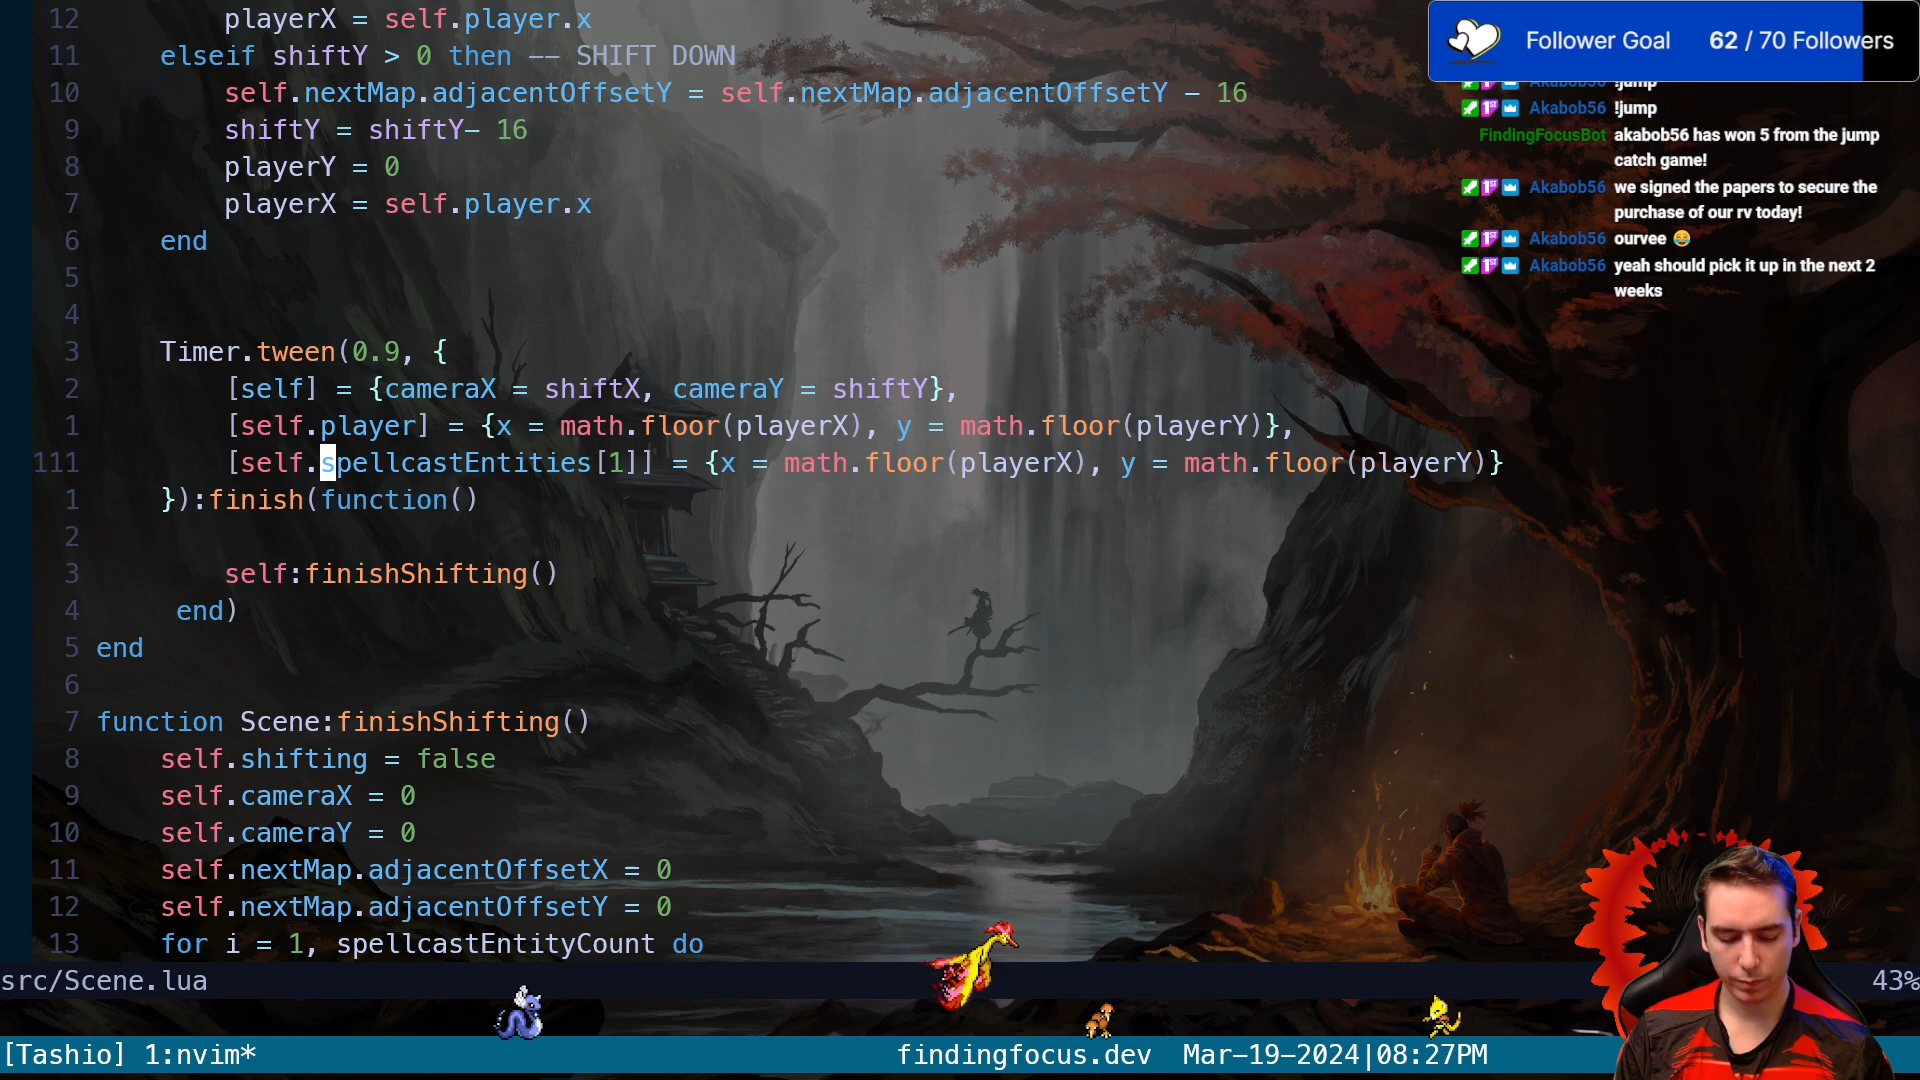 12 playerX = self.player.x
11 elseif shiftY > 0 then -- SHIFT DOWN
10 self.nextMap.adjacentOffsetY = self.nextMap.adjacentOffsetY - 16
9 shiftY = shiftY- 16
8 playerY = 0
7 playerX = self.player.x
6 end
5
4
3 Timer.tween(0.9, {
2 [self] = {cameraX = shiftX, cameraY = shiftY},
1 [self.player] = {x = math.floor(playerX), y = math.floor(playerY)},
111 [self.spellcastEntities[1]] = {x = math.floor(playerX), y = math.floor(playerY)}
1 }):finish(function()
2
3 self:finishShifting()
4 end)
5 end
6
7 function Scene:finishShifting()
8 self.shifting = false
9 self.cameraX = 0
10 self.cameraY = 0
11 self.nextMap.adjacentOffsetX = 0
12 self.nextMap.adjacentOffsetY = 0
13 for i = 1, spellcastEntityCount do
src/Scene.lua 43%
[Tashio] 1:nvim* findingfocus.dev Mar-19-2024|08:27PM
Follower Goal 62 / 70 Followers
Akabob56 !jump
Akabob56 !jump
FindingFocusBot akabob56 has won 5 from the jump
catch game!
Akabob56 we signed the papers to secure the
purchase of our rv today!
Akabob56 ourvee 😂
Akabob56 yeah should pick it up in the next 2
weeks